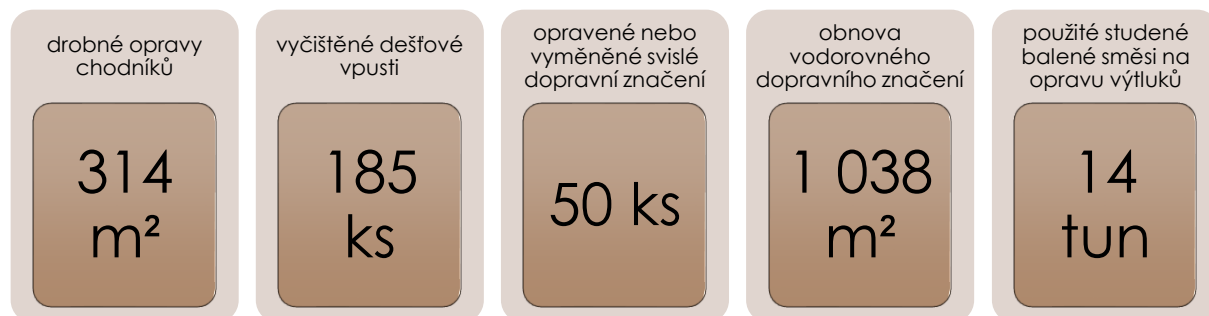 drobné opravy
chodníků
314
m²
vyčištěné dešťové
vpusti
185
ks
opravené nebo
vyměněné svislé
dopravní značení
50 ks
obnova
vodorovného
dopravního značení
1 038
m²
použité studené
balené směsi na
opravu výtluků
14
tun